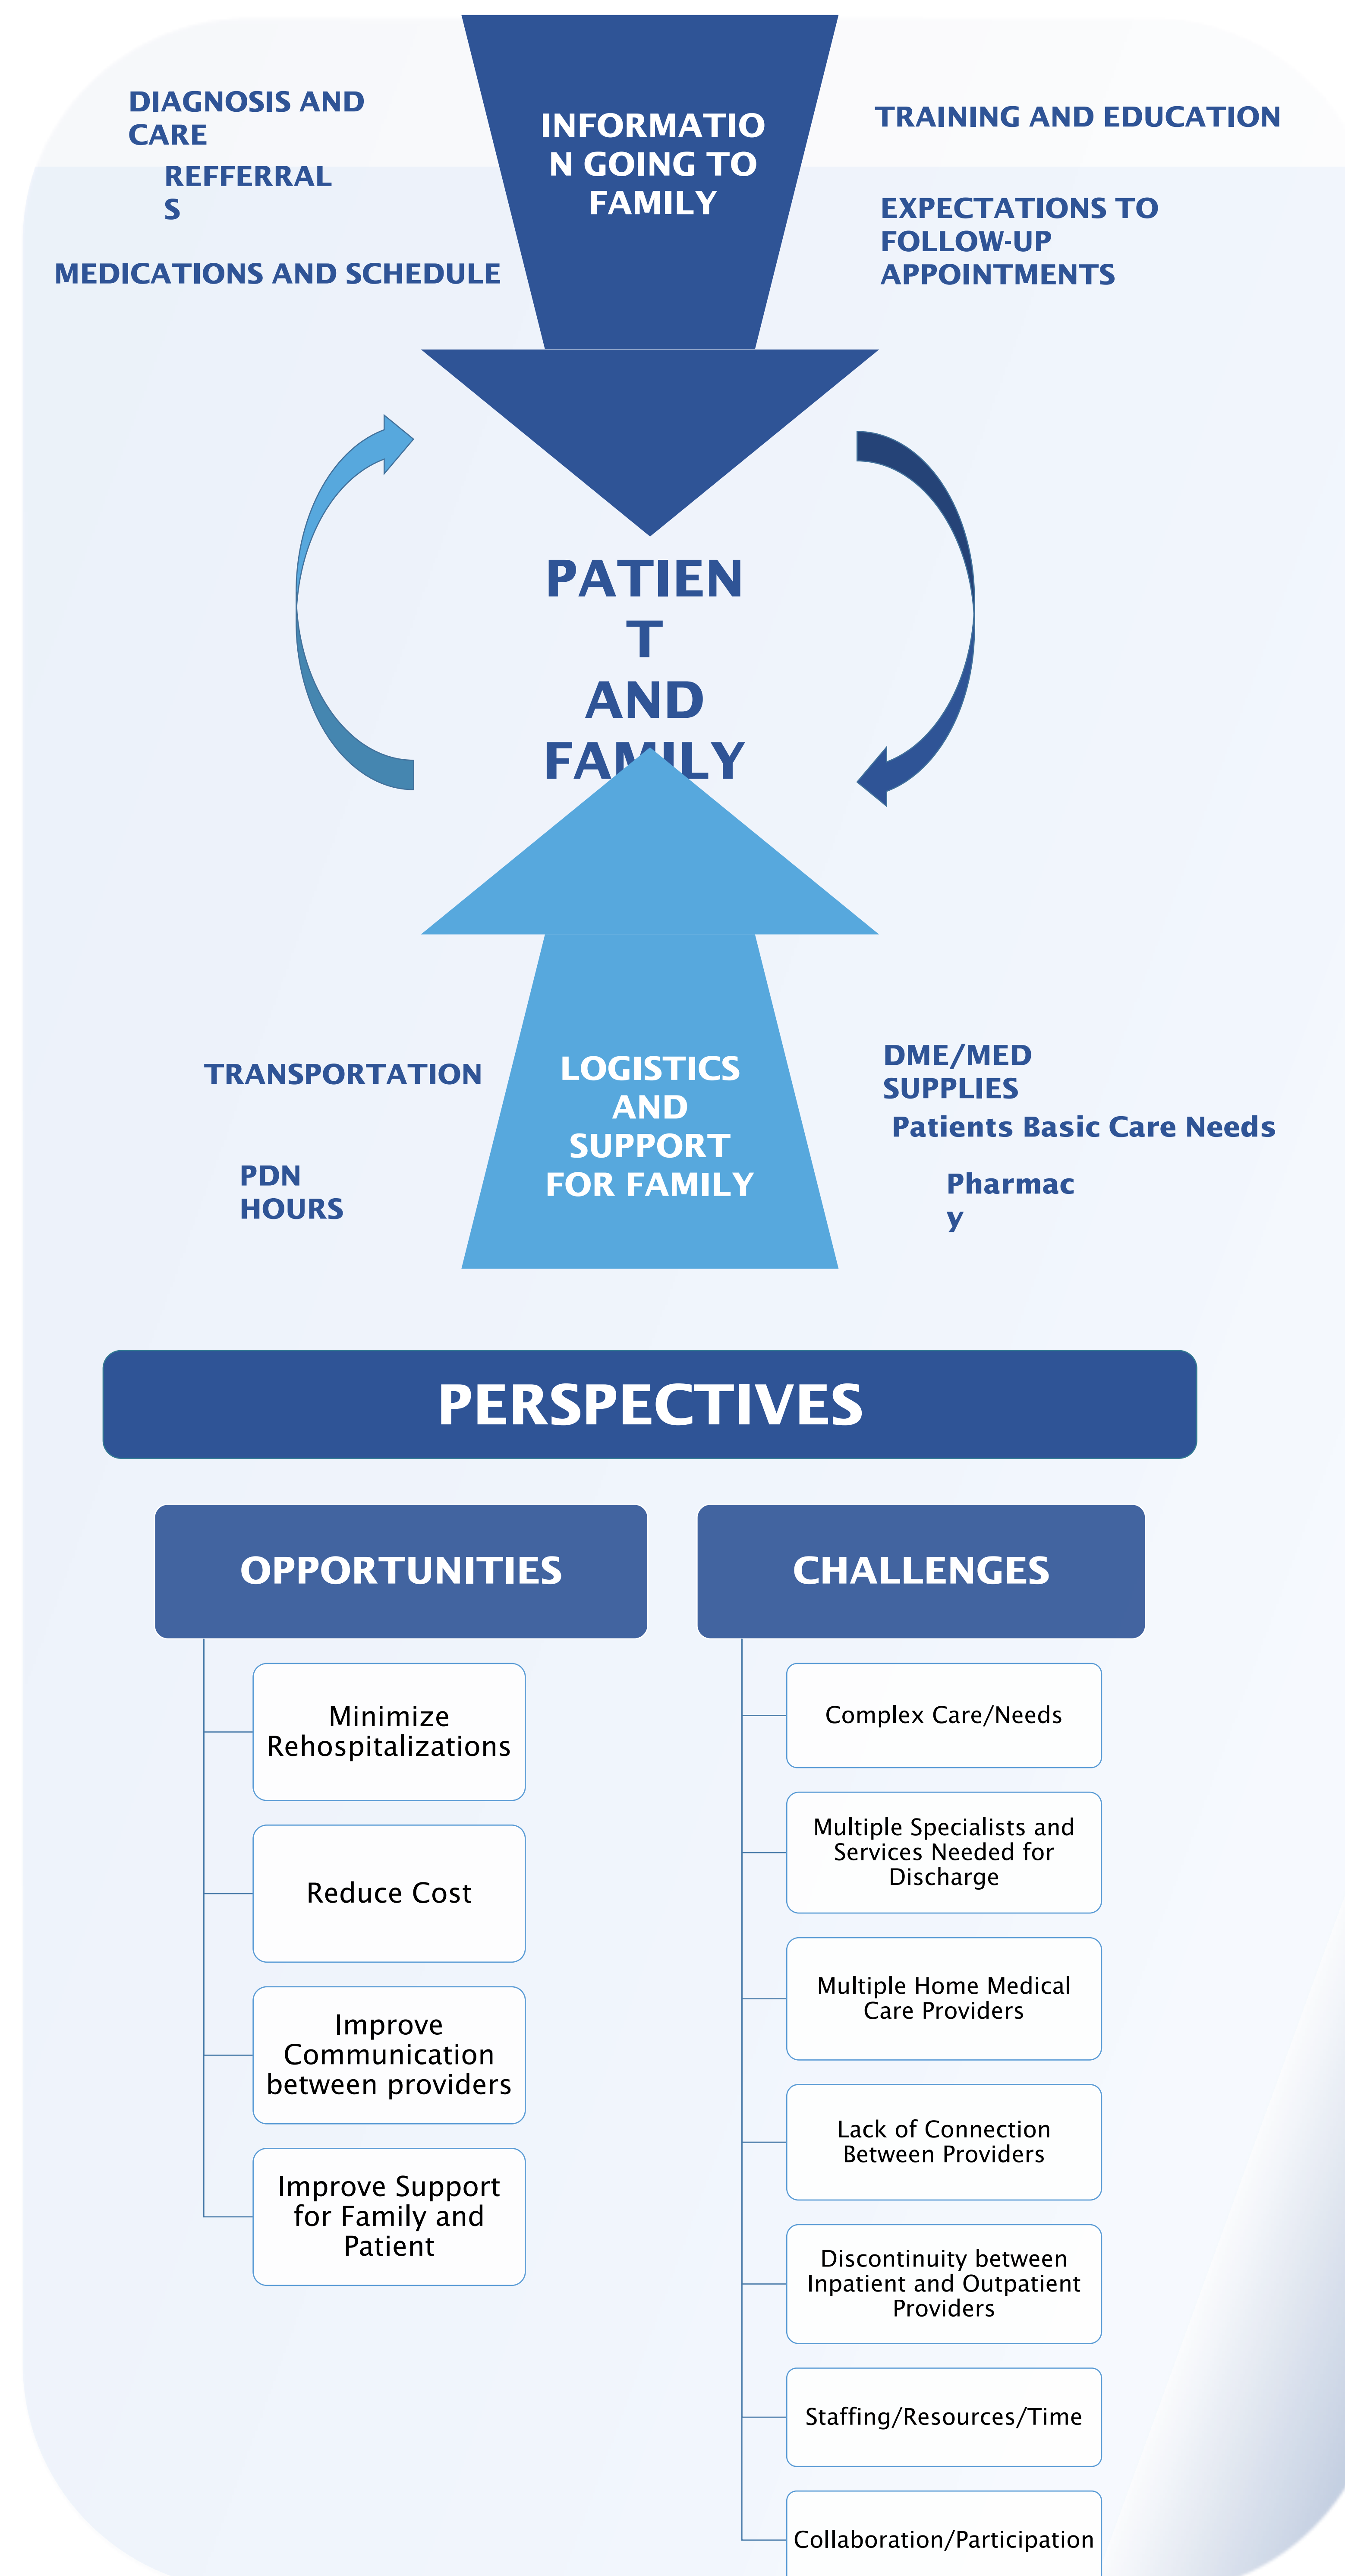 DIAGNOSIS AND
CARE
REFFERRAL
S
MEDICATIONS AND SCHEDULE
INFORMATIO
N GOING TO
FAMILY
TRAINING AND EDUCATION
EXPECTATIONS TO
FOLLOW-UP
APPOINTMENTS
PATIEN
T
AND
FAMILY
TRANSPORTATION
PDN
HOURS
LOGISTICS
AND
SUPPORT
FOR FAMILY
DME/MED
SUPPLIES
Patients Basic Care Needs
Pharmac
y
PERSPECTIVES
OPPORTUNITIES
Minimize
Rehospitalizations
Reduce Cost
Improve
Communication
between providers
Improve Support
for Family and
Patient
CHALLENGES
Complex Care/Needs
Multiple Specialists and
Services Needed for
Discharge
Multiple Home Medical
Care Providers
Lack of Connection
Between Providers
Discontinuity between
Inpatient and Outpatient
Providers
Staffing/Resources/Time
Collaboration/Participation